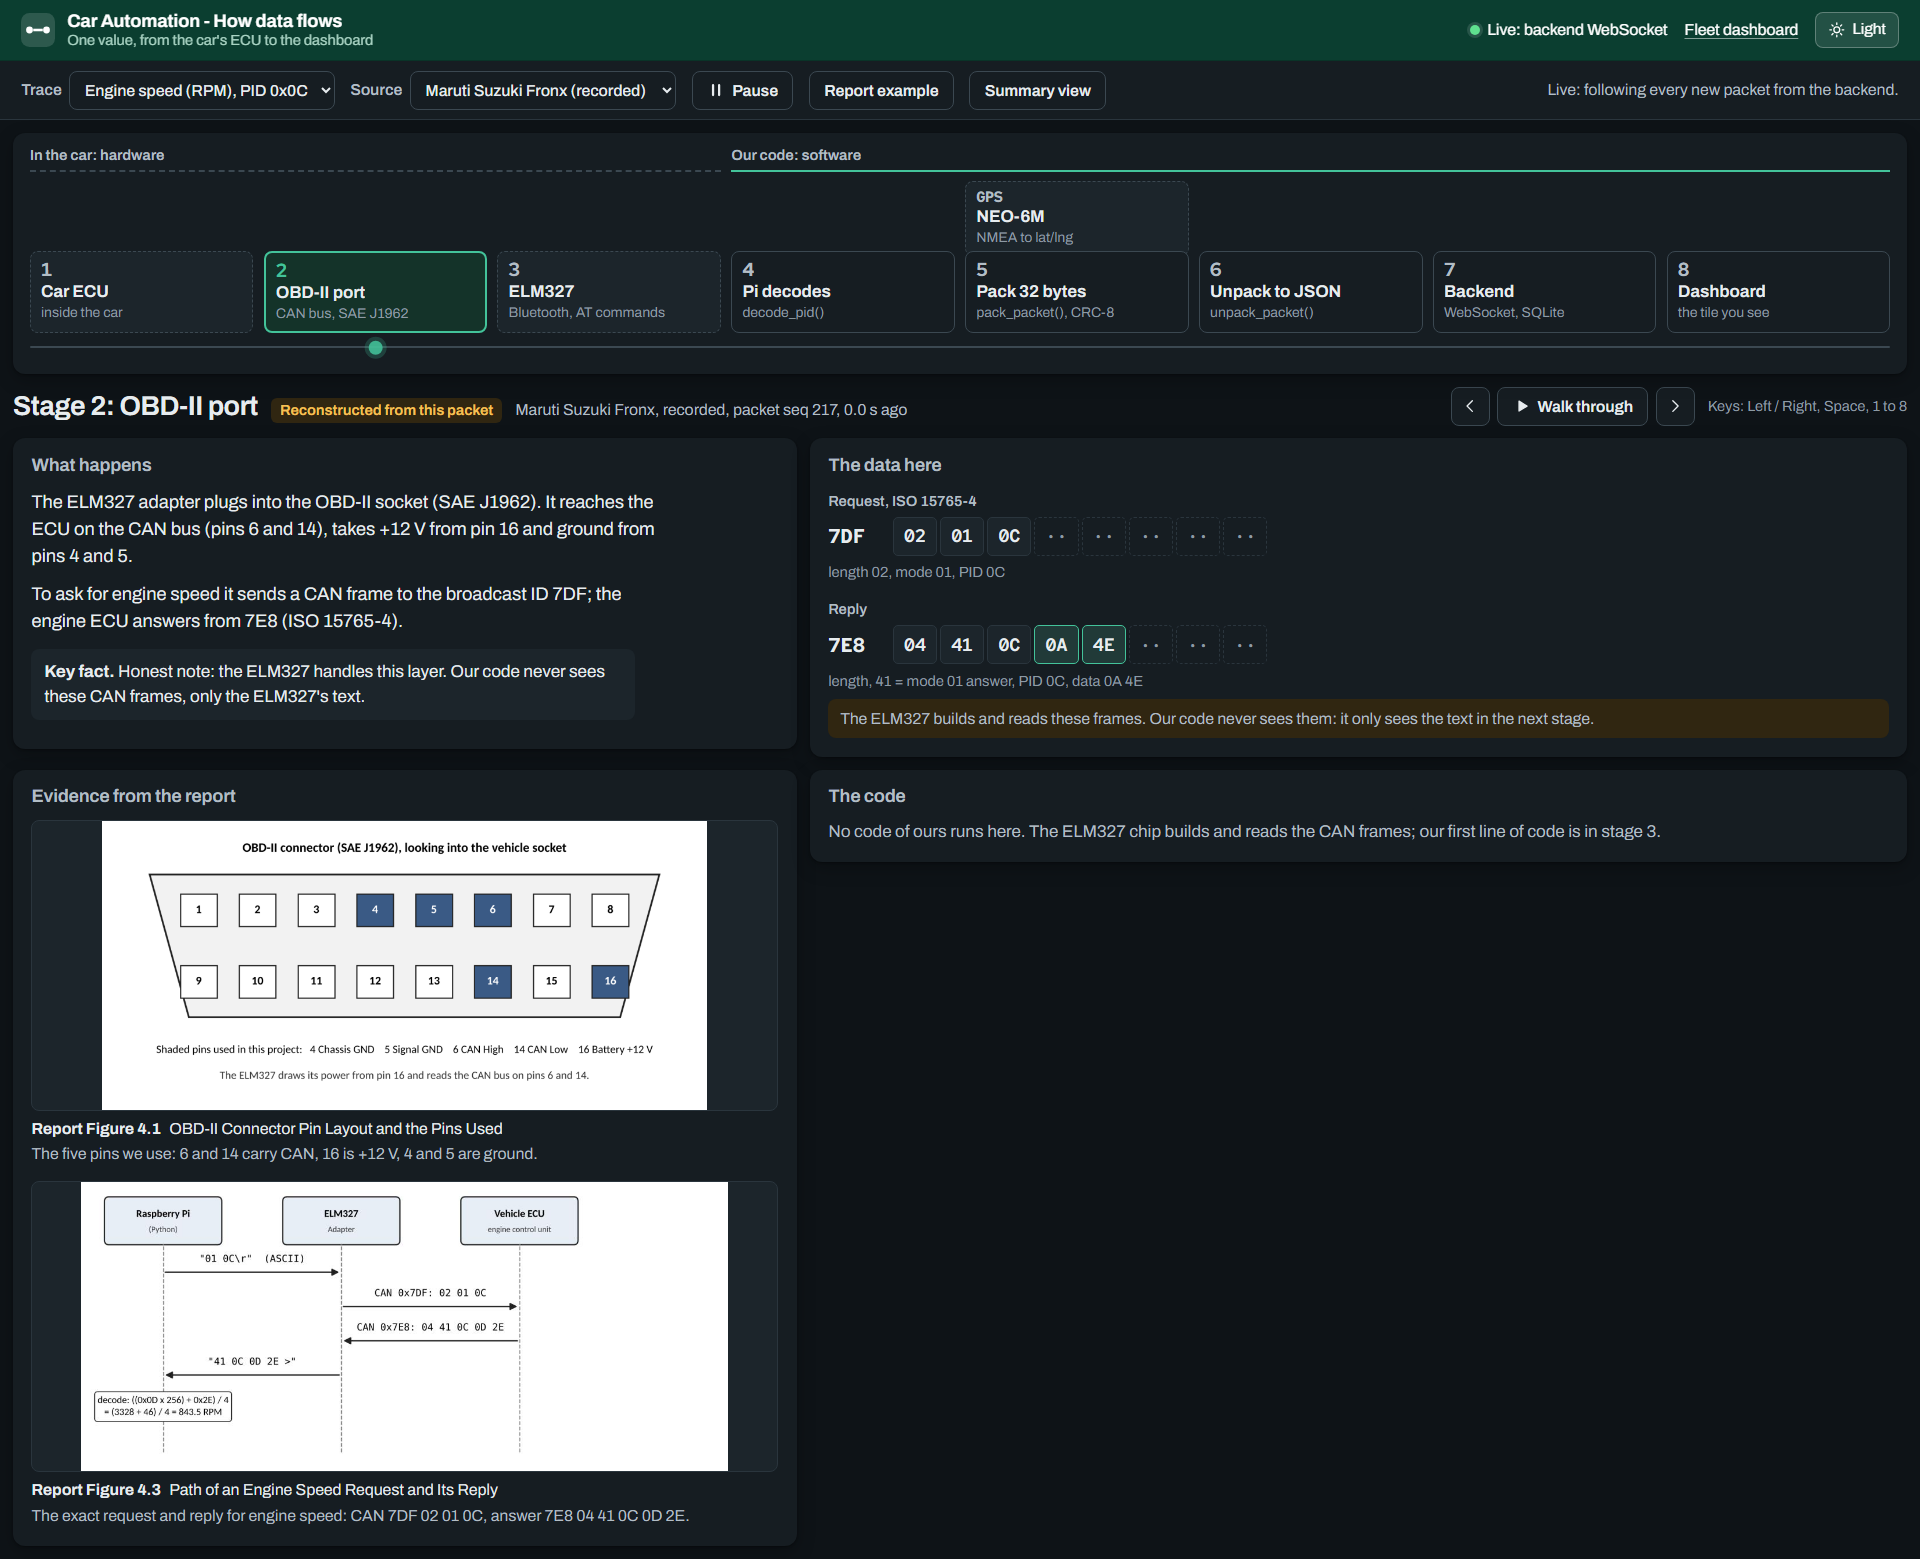 Car Automation - How data flows
One value, from the car's ECU to the dashboard
Live: backend WebSocket
Fleet dashboard
Light
Trace
Engine speed (RPM), PID 0x0C
Source
Maruti Suzuki Fronx (recorded)
Pause
Report example
Summary view
Live: following every new packet from the backend.
In the car: hardware
Our code: software
GPS
NEO-6M
NMEA to lat/lng
1
Car ECU
inside the car
2
OBD-II port
CAN bus, SAE J1962
3
ELM327
Bluetooth, AT commands
4
Pi decodes
decode_pid()
5
Pack 32 bytes
pack_packet(), CRC-8
6
Unpack to JSON
unpack_packet()
7
Backend
WebSocket, SQLite
8
Dashboard
the tile you see
Stage 2: OBD-II port
Reconstructed from this packet
Maruti Suzuki Fronx, recorded, packet seq 217, 0.0 s ago
Walk through
Keys: Left / Right, Space, 1 to 8
What happens
The ELM327 adapter plugs into the OBD-II socket (SAE J1962). It reaches the
ECU on the CAN bus (pins 6 and 14), takes +12 V from pin 16 and ground from
pins 4 and 5.
To ask for engine speed it sends a CAN frame to the broadcast ID 7DF; the
engine ECU answers from 7E8 (ISO 15765-4).
Key fact. Honest note: the ELM327 handles this layer. Our code never sees
these CAN frames, only the ELM327's text.
The data here
Request, ISO 15765-4
7DF 02 01 0C ·· ·· ·· ·· ··
length 02, mode 01, PID 0C
Reply
7E8 04 41 0C 0A 4E ·· ·· ··
length, 41 = mode 01 answer, PID 0C, data 0A 4E
The ELM327 builds and reads these frames. Our code never sees them: it only sees the text in the next stage.
Evidence from the report
OBD-II connector (SAE J1962), looking into the vehicle socket
1 2 3 4 5 6 7 8
9 10 11 12 13 14 15 16
Shaded pins used in this project: 4 Chassis GND 5 Signal GND 6 CAN High 14 CAN Low 16 Battery +12 V
The ELM327 draws its power from pin 16 and reads the CAN bus on pins 6 and 14.
Report Figure 4.1 OBD-II Connector Pin Layout and the Pins Used
The five pins we use: 6 and 14 carry CAN, 16 is +12 V, 4 and 5 are ground.
Raspberry Pi
(Python)
ELM327
Adapter
Vehicle ECU
engine control unit
"01 0C\r" (ASCII)
CAN 0x7DF: 02 01 0C
CAN 0x7E8: 04 41 0C 0D 2E
"41 0C 0D 2E >"
decode: ((0x0D x 256) + 0x2E) / 4
= (3328 + 46) / 4 = 843.5 RPM
Report Figure 4.3 Path of an Engine Speed Request and Its Reply
The exact request and reply for engine speed: CAN 7DF 02 01 0C, answer 7E8 04 41 0C 0D 2E.
The code
No code of ours runs here. The ELM327 chip builds and reads the CAN frames; our first line of code is in stage 3.